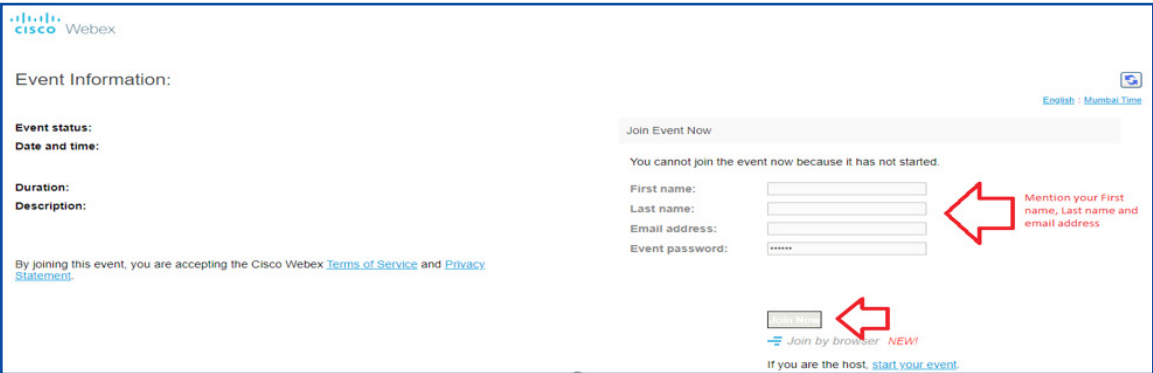 cisco Webex
Event Information:
English : Mumbai Time
Event status:
Date and time:
Duration:
Description:
By joining this event, you are accepting the Cisco Webex Terms of Service and Privacy
Statement.
Join Event Now
You cannot join the event now because it has not started.
First name:
Last name:
Email address:
Event password: ••••••
Mention your First
name, Last name and
email address
Join Now
Join by browser NEW!
If you are the host, start your event.